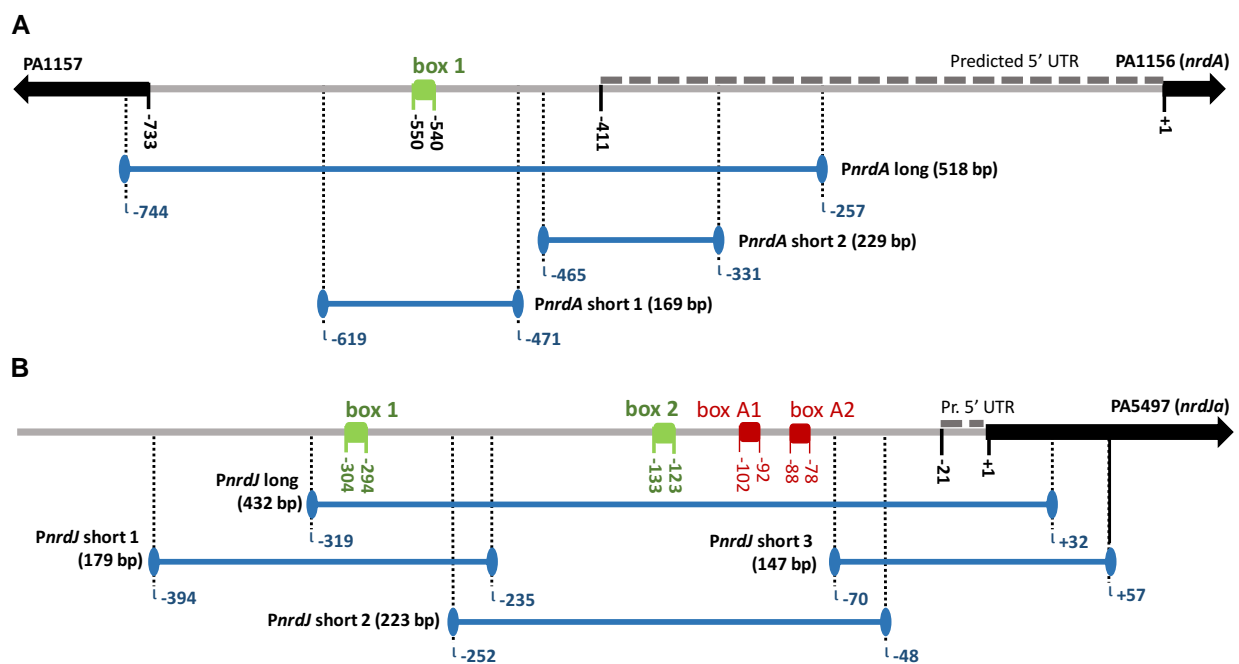 A
PA1157
box 1
Predicted 5' UTR
PA1156 (nrdA)
-733
-550
-540
-411
+1
PnrdA long (518 bp)
-744
-257
PnrdA short 2 (229 bp)
-465
-331
PnrdA short 1 (169 bp)
-619
-471
B
box 1
box 2
box A1
box A2
Pr. 5' UTR
PA5497 (nrdJa)
-304
-294
-133
-123
-102
-92
-88
-78
-21
+1
PnrdJ long
(432 bp)
-319
+32
PnrdJ short 1
(179 bp)
PnrdJ short 3
(147 bp)
-394
-235
-70
+57
PnrdJ short 2 (223 bp)
-252
-48